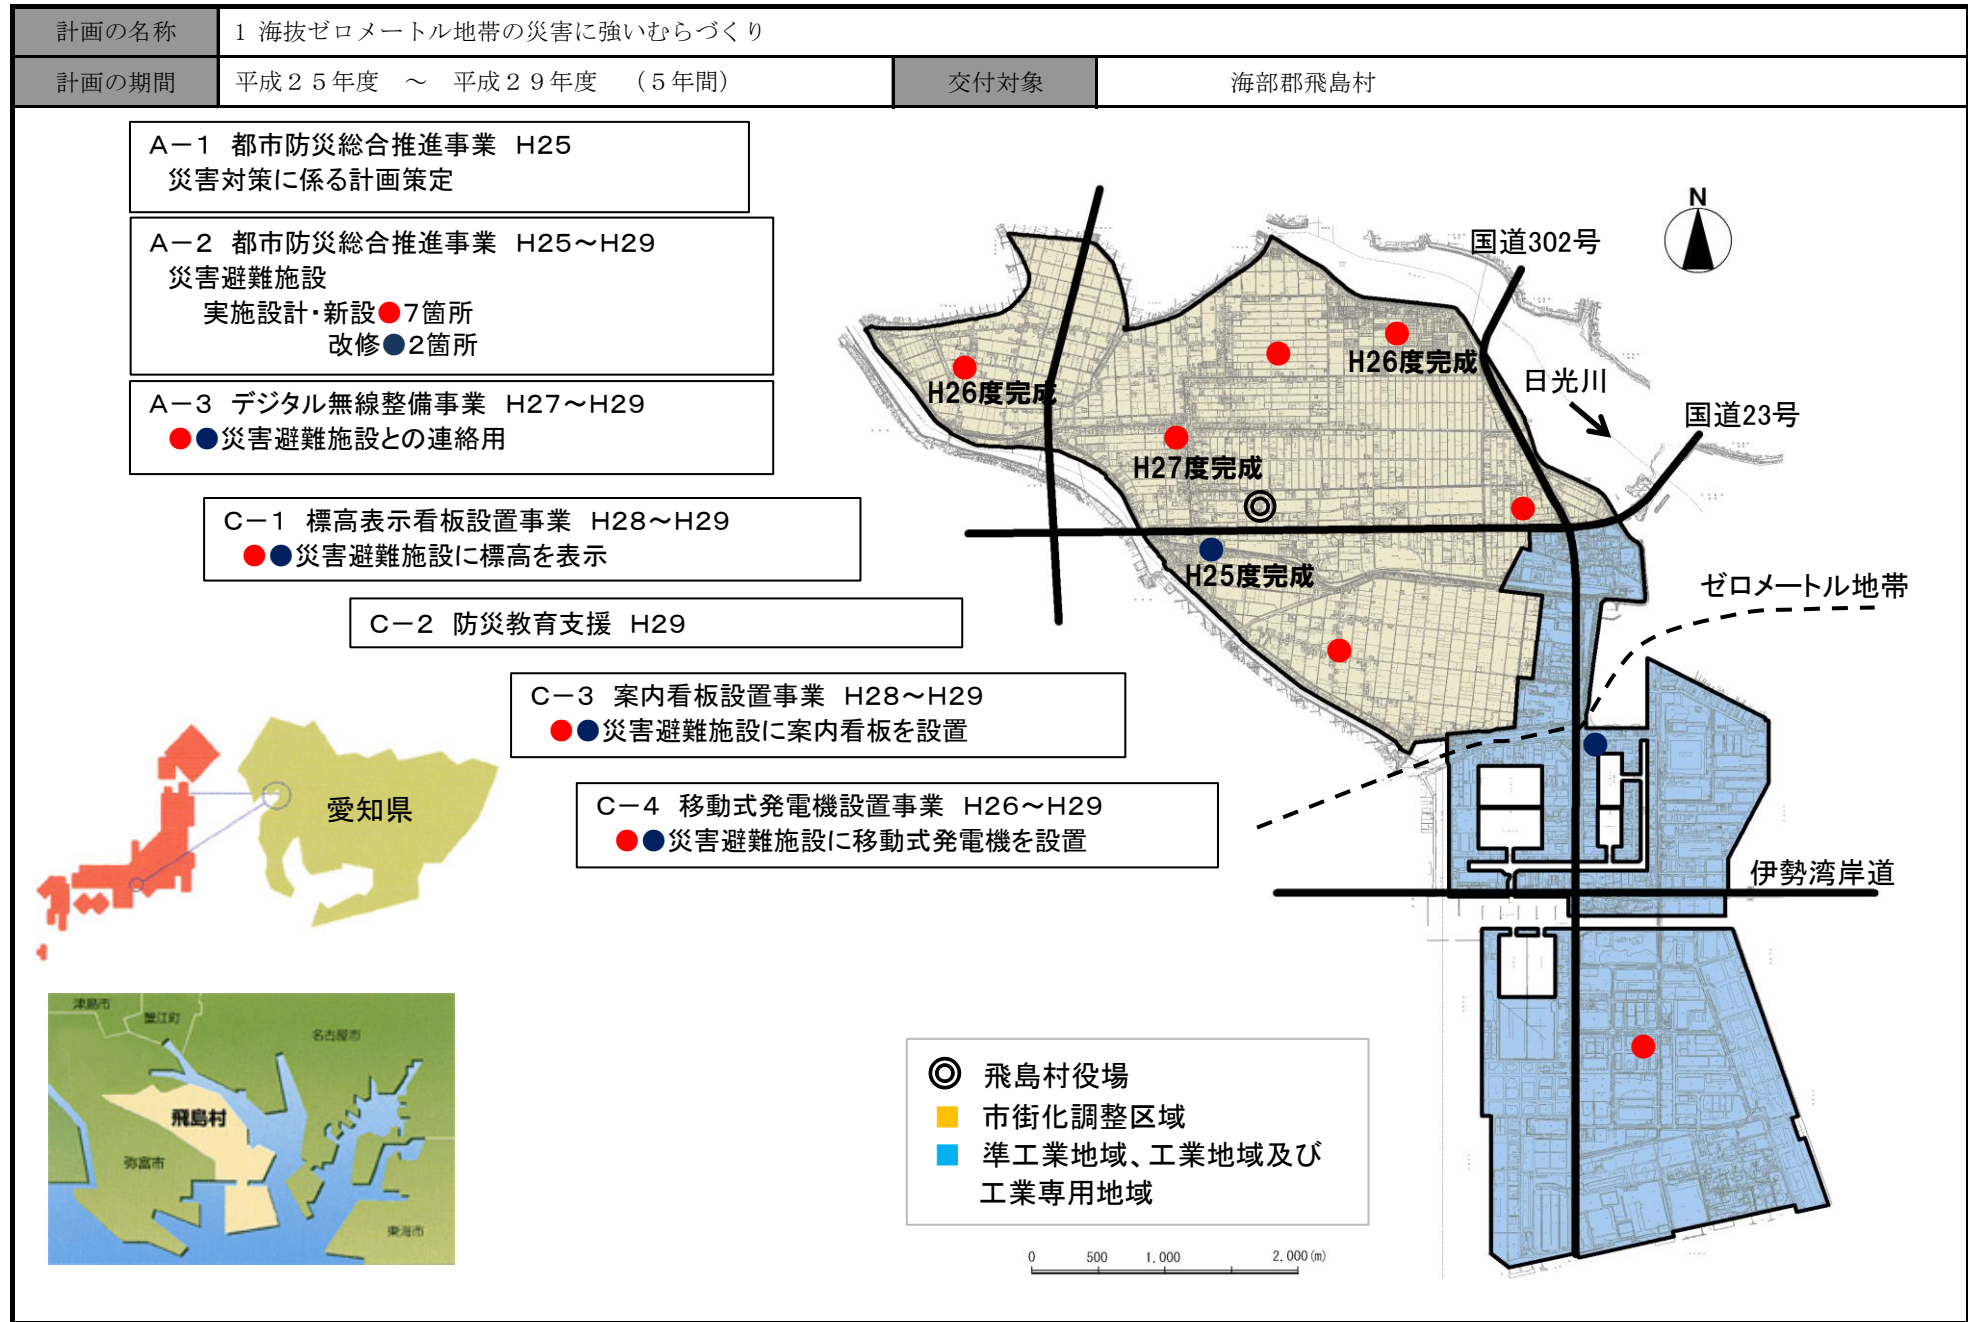 計画の名称
1 海抜ゼロメートル地帯の災害に強いむらづくり
計画の期間
平成２５年度　～　平成２９年度　（５年間）
交付対象
海部郡飛島村
A－1　都市防災総合推進事業　H25
災害対策に係る計画策定
A－2　都市防災総合推進事業　H25～H29
災害避難施設
実施設計・新設●7箇所
改修●2箇所
A－3　デジタル無線整備事業　H27～H29
●●災害避難施設との連絡用
C－1　標高表示看板設置事業　H28～H29
●●災害避難施設に標高を表示
C－2　防災教育支援　H29
C－3　案内看板設置事業　H28～H29
●●災害避難施設に案内看板を設置
C－4　移動式発電機設置事業　H26～H29
●●災害避難施設に移動式発電機を設置
N
国道302号
H26度完成
H26度完成
日光川
国道23号
H27度完成
H25度完成
ゼロメートル地帯
伊勢湾岸道
愛知県
津島市
蟹江町
名古屋市
飛島村
弥富市
東海市
◎ 飛島村役場
■ 市街化調整区域
■ 準工業地域、工業地域及び
工業専用地域
0 500 1,000 2,000(m)